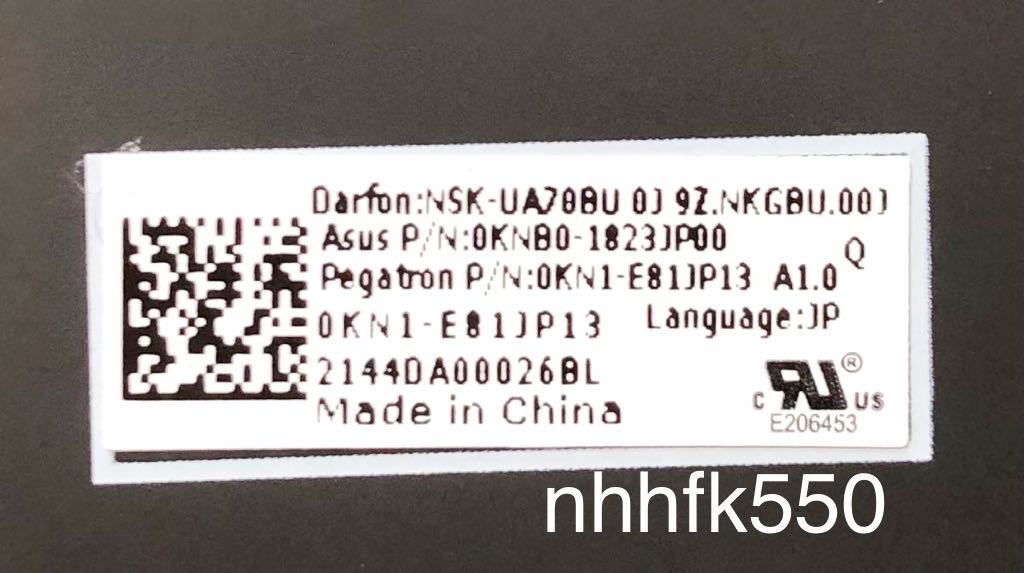 Darfon:NSK-UA70BU 0J 9Z.NKGBU.00J
Asus P/N:0KNB0-1823JP00
Q
Pegatron P/N:0KN1-E81JP13 A1.0
0KN1-E81JP13 Language:JP
2144DA00026BL
Made in China
C RU ® US
E206453
nhhfk550